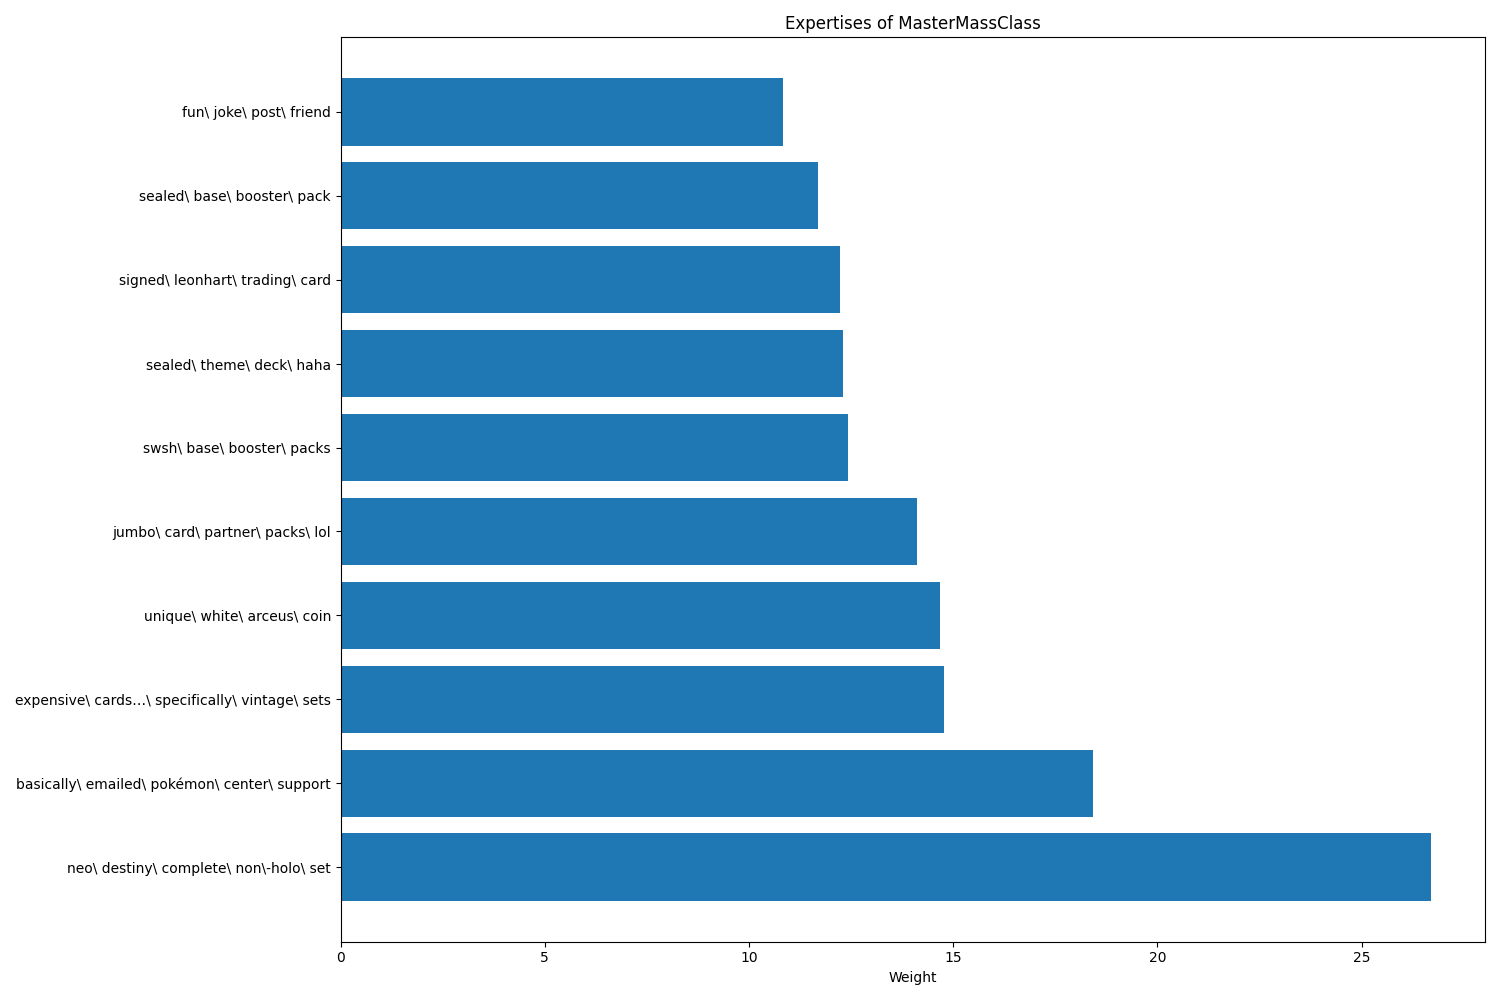 Expertises of MasterMassClass
fun\ joke\ post\ friend
sealed\ base\ booster\ pack
signed\ leonhart\ trading\ card
sealed\ theme\ deck\ haha
swsh\ base\ booster\ packs
jumbo\ card\ partner\ packs\ lol
unique\ white\ arceus\ coin
expensive\ cards...\ specifically\ vintage\ sets
basically\ emailed\ pokémon\ center\ support
neo\ destiny\ complete\ non\-holo\ set
0 5 10 15 20 25
Weight